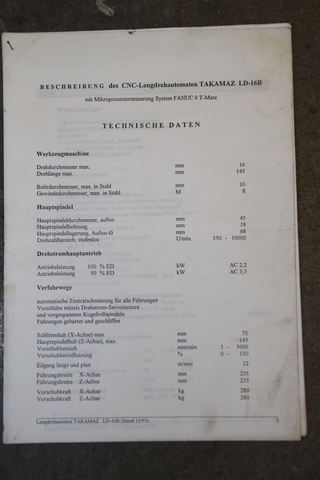 BESCHREIBUNG des CNC-Langdrehautomaten TAKAMAZ LD-16B
mit Mikroprozessorsteuerung System FANUC 0 T-Mate
TECHNISCHE DATEN
Werkzeugmaschine
Drehdurchmesser max. mm 16
Drehlänge max. mm 145
Bohrdurchmesser, max. in Stahl mm 10
Gewindedurchmesser, max. in Stahl M 8
Hauptspindel
Hauptspindeldurchmesser, außen mm 45
Hauptspindelbohrung mm 18
Hauptspindellagerung, Außen-Ø mm 68
Drehzahlbereich, stufenlos U/min. 350 - 10000
Drehstromhauptantrieb
Antriebsleistung 100 % ED kW AC 2,2
Antriebsleistung 50 % ED kW AC 3,3
Verfahrwege
automatische Zentralschmierung für alle Führungen
Vorschübe mittels Drehstrom-Servomotore
und vorgespannten Kugelrollspindeln
Führungen gehärtet und geschliffen
Schlittenhub (X-Achse) max. mm 75
Hauptspindelhub (Z-Achse), max. mm 145
Vorschubbereich mm/min 1 - 5000
Vorschubbeeinflussung % 0 - 150
Eilgang langs und plan m/min 12
Führungsbreite X-Achse mm 235
Führungsbreite Z-Achse mm 235
Vorschubkraft X-Achse kg 280
Vorschubkraft Z-Achse kg 280
Langdrehautomat TAKAMAZ LD-16B (Stand 11/93)